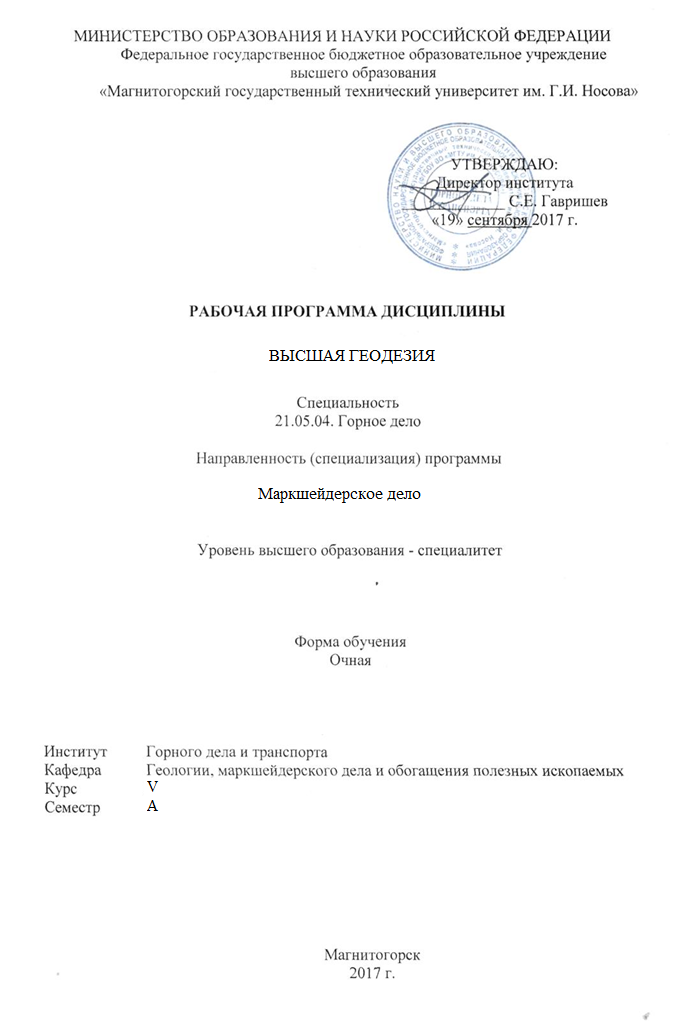 МИНИСТЕРСТВО ОБРАЗОВАНИЯ И НАУКИ РОССИЙСКОЙ ФЕДЕРАЦИИ
Федеральное государственное бюджетное образовательное учреждение
высшего образования
«Магнитогорский государственный технический университет им. Г.И. Носова»
УТВЕРЖДАЮ:
Директор института
С.Е. Гавришев
«19» сентября 2017 г.
РАБОЧАЯ ПРОГРАММА ДИСЦИПЛИНЫ
ВЫСШАЯ ГЕОДЕЗИЯ
Специальность
21.05.04. Горное дело
Направленность (специализация) программы
Маркшейдерское дело
Уровень высшего образования - специалитет
Форма обучения
Очная
Институт Горного дела и транспорта
Кафедра Геологии, маркшейдерского дела и обогащения полезных ископаемых
Курс V
Семестр А
Магнитогорск
2017 г.